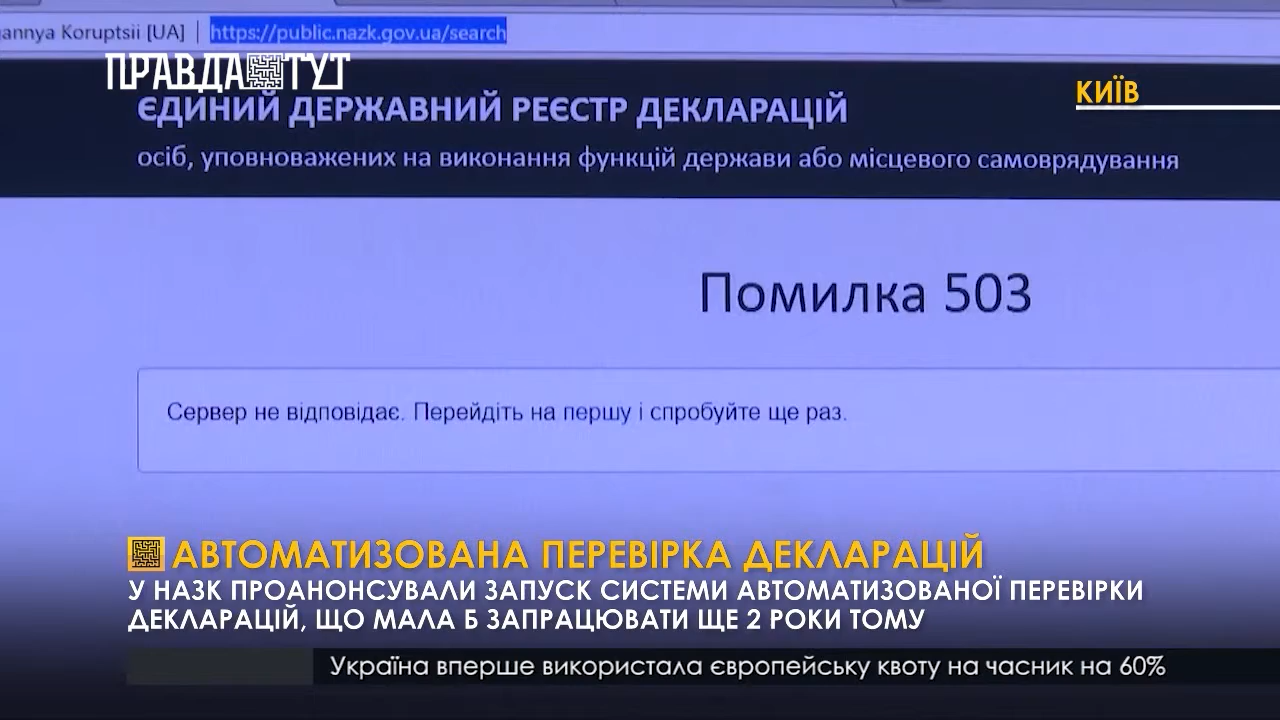 annya Koruptsii [UA] | https://public.nazk.gov.ua/search
ПРАВДА ТУТ
КИЇВ
ЄДИНИЙ ДЕРЖАВНИЙ РЕЄСТР ДЕКЛАРАЦІЙ
осіб, уповноважених на виконання функцій держави або місцевого самоврядування
Помилка 503
Сервер не відповідає. Перейдіть на першу і спробуйте ще раз.
АВТОМАТИЗОВАНА ПЕРЕВІРКА ДЕКЛАРАЦІЙ
У НАЗК ПРОАНОНСУВАЛИ ЗАПУСК СИСТЕМИ АВТОМАТИЗОВАНОЇ ПЕРЕВІРКИ
ДЕКЛАРАЦІЙ, ЩО МАЛА Б ЗАПРАЦЮВАТИ ЩЕ 2 РОКИ ТОМУ
Україна вперше використала європейську квоту на часник на 60%